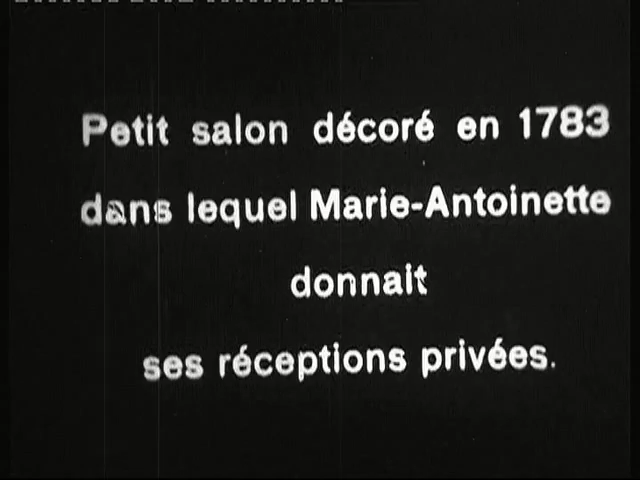 Petit salon décoré en 1783
dans lequel Marie-Antoinette
donnait
ses réceptions privées.